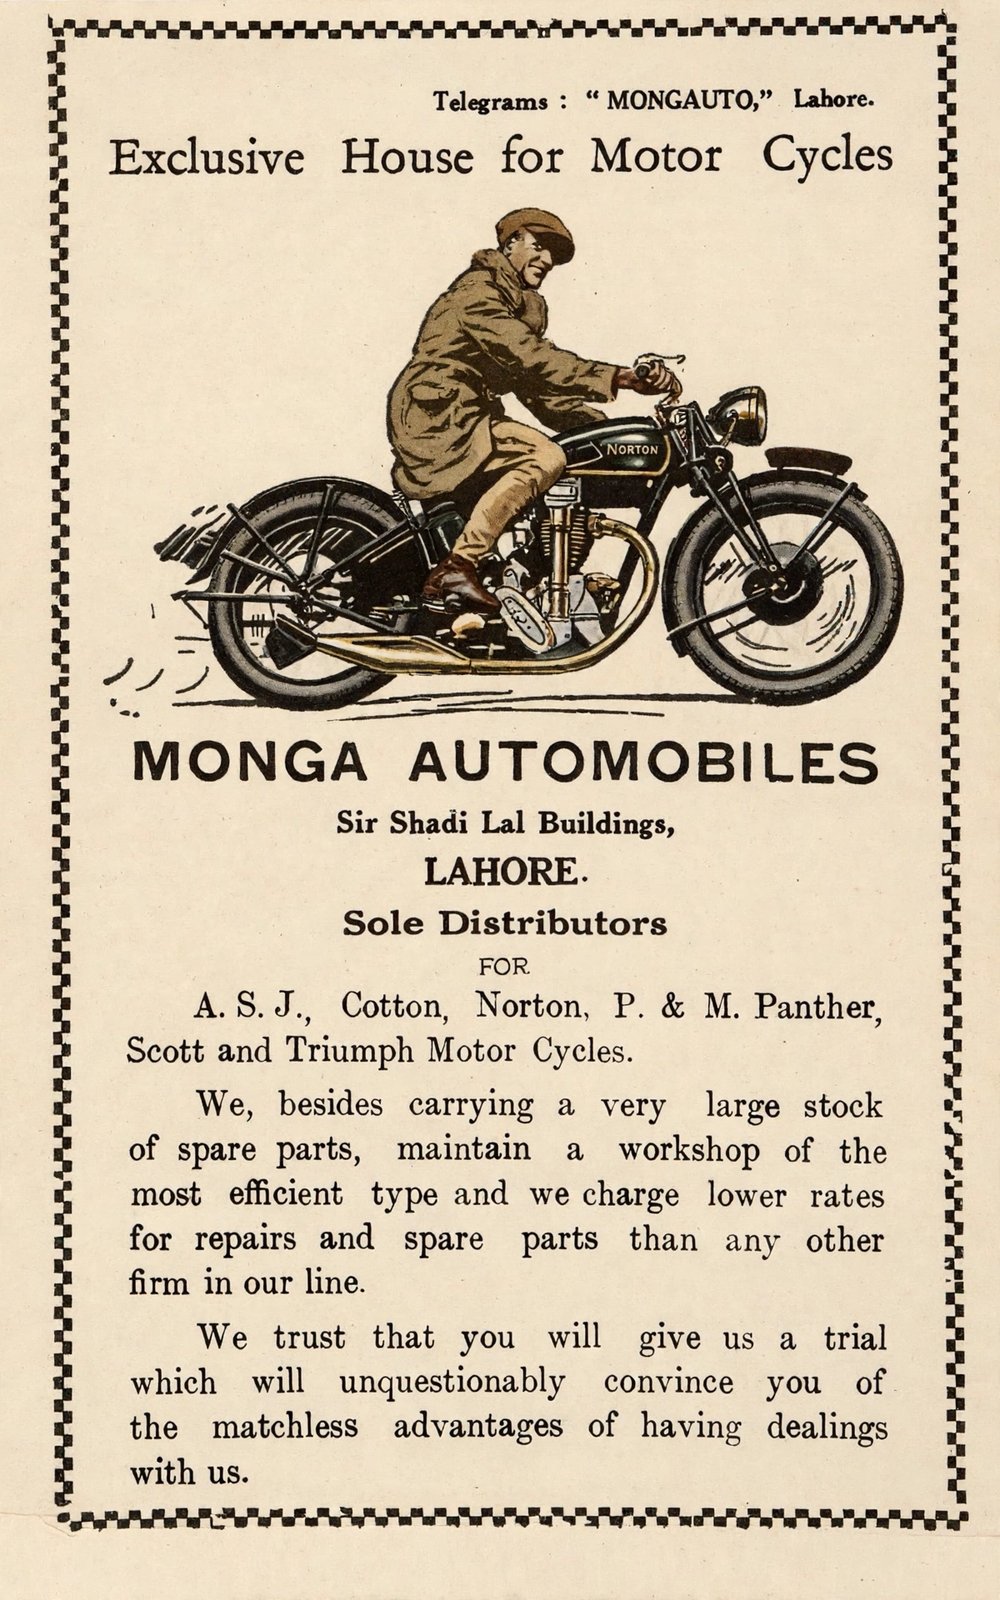 Telegrams : “ MONGAUTO,” Lahore.
Exclusive House for Motor Cycles
NORTON
MONGA AUTOMOBILES
Sir Shadi Lal Buildings,
LAHORE.
Sole Distributors
FOR
A. S. J., Cotton, Norton, P. & M. Panther,
Scott and Triumph Motor Cycles.
We, besides carrying a very large stock
of spare parts, maintain a workshop of the
most efficient type and we charge lower rates
for repairs and spare parts than any other
firm in our line.
We trust that you will give us a trial
which will unquestionably convince you of
the matchless advantages of having dealings
with us.